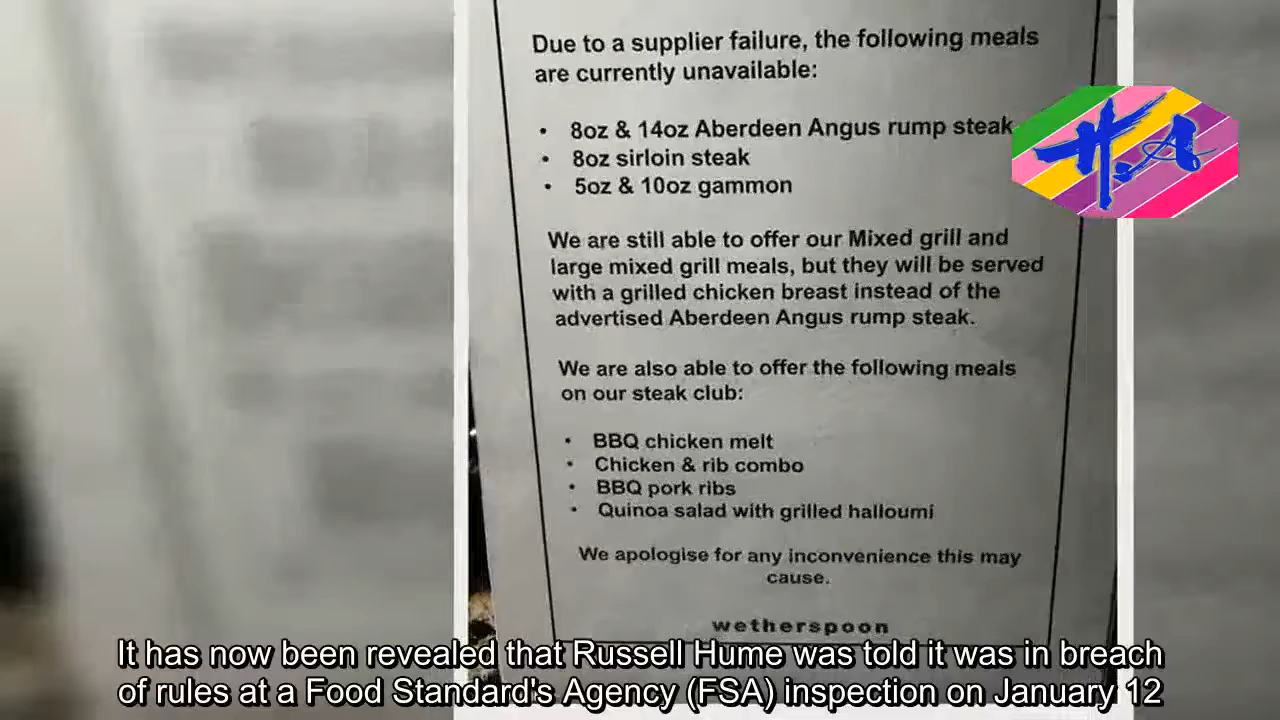 Due to a supplier failure, the following meals
are currently unavailable:
• 8oz & 14oz Aberdeen Angus rump steak
• 8oz sirloin steak
• 5oz & 10oz gammon
H.A
We are still able to offer our Mixed grill and
large mixed grill meals, but they will be served
with a grilled chicken breast instead of the
advertised Aberdeen Angus rump steak.
We are also able to offer the following meals
on our steak club:
• BBQ chicken melt
• Chicken & rib combo
• BBQ pork ribs
• Quinoa salad with grilled halloumi
We apologise for any inconvenience this may
cause.
wetherspoon
It has now been revealed that Russell Hume was told it was in breach
of rules at a Food Standard's Agency (FSA) inspection on January 12